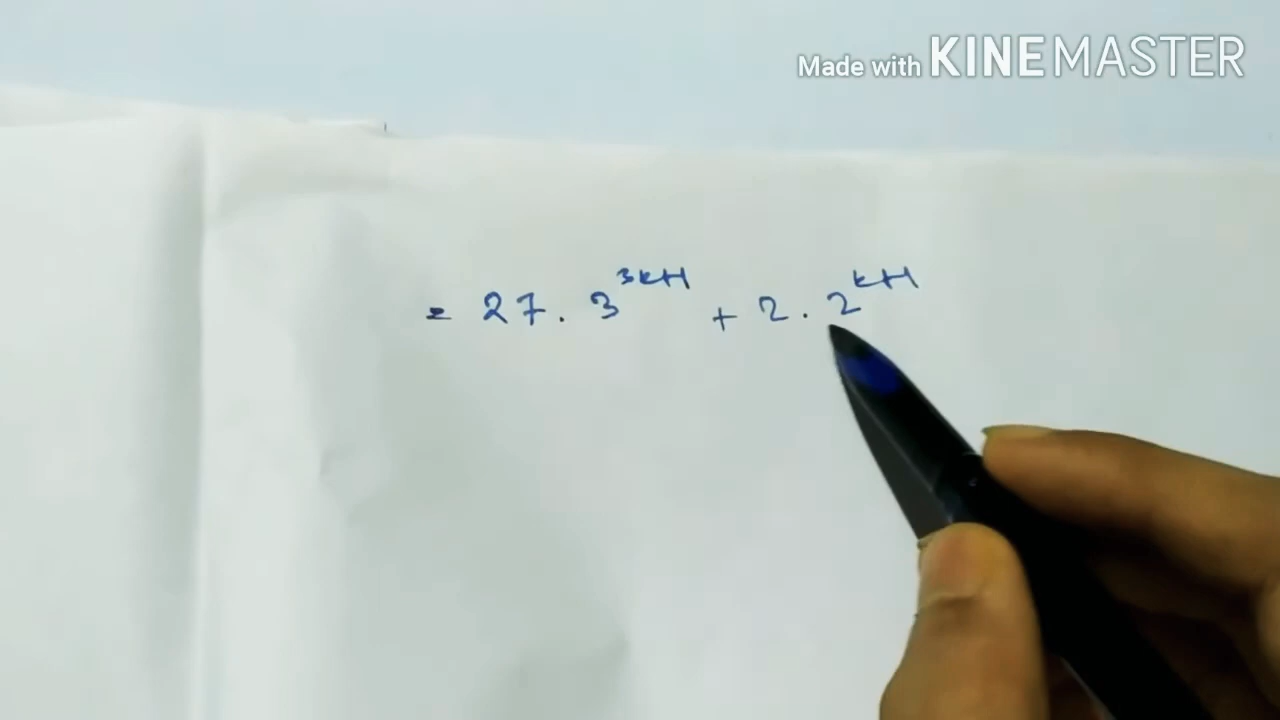 Made with KINEMASTER
= 27 . 3^{3k+1} + 2 . 2^{k+1}